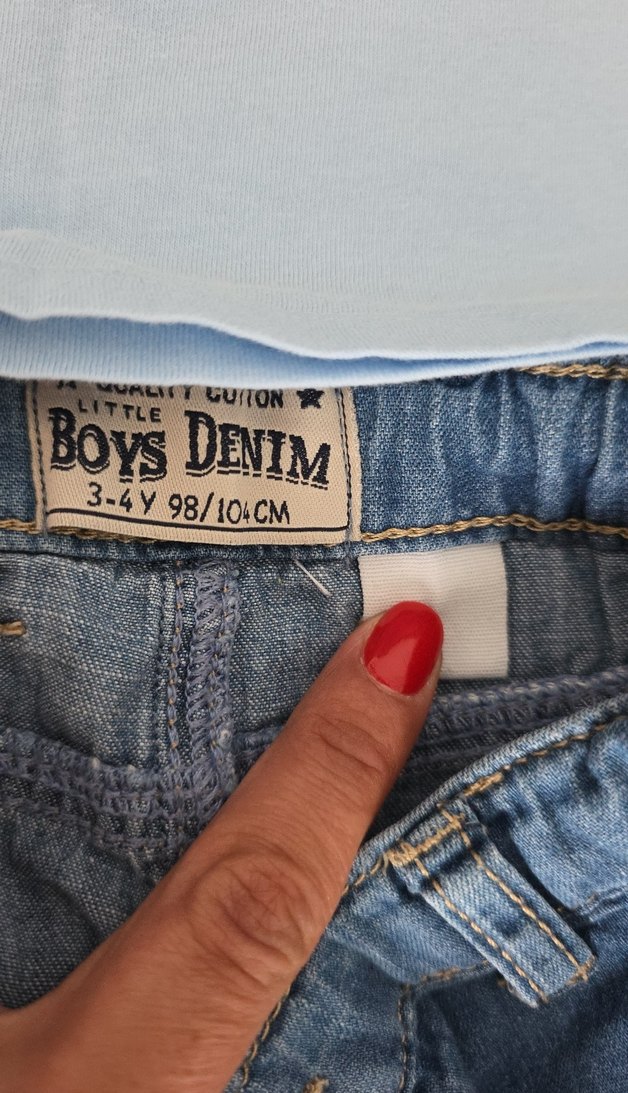 QUALITY COTTON
LITTLE
BOYS DENIM
3-4Y 98/104CM